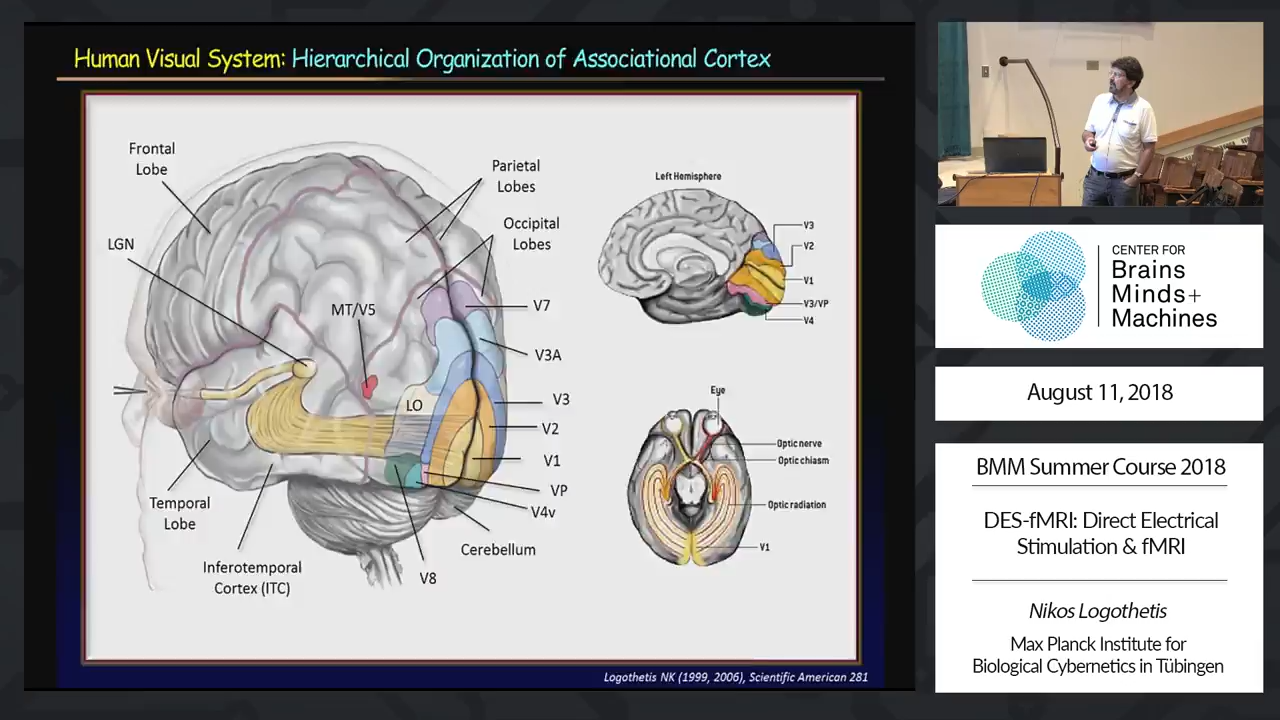 Human Visual System: Hierarchical Organization of Associational Cortex
Frontal
Lobe
LGN
MT/V5
LO
Parietal
Lobes
Occipital
Lobes
V7
V3A
V3
V2
V1
VP
V4v
Cerebellum
V8
Temporal
Lobe
Inferotemporal
Cortex (ITC)
Left Hemisphere
V3
V2
V1
V3/VP
V4
Eye
Optic nerve
Optic chiasm
Optic radiation
V1
Logothetis NK (1999, 2006), Scientific American 281
CENTER FOR
Brains
Minds+
Machines
August 11, 2018
BMM Summer Course 2018
DES-fMRI: Direct Electrical
Stimulation & fMRI
Nikos Logothetis
Max Planck Institute for
Biological Cybernetics in Tübingen